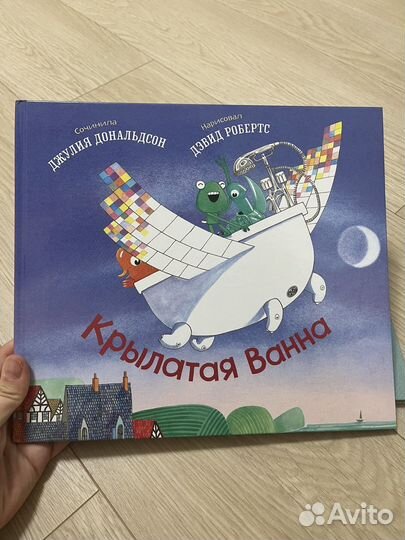 Сочинила
ДЖУЛИЯ ДОНАЛЬДСОН
Нарисовал
ДЭВИД РОБЕРТС
Крылатая Ванна
Avito